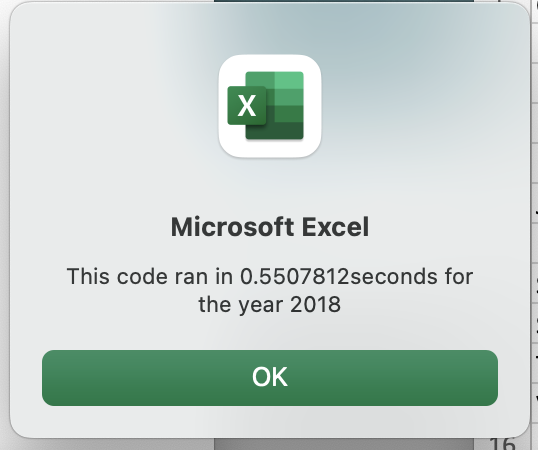 X
Microsoft Excel
This code ran in 0.5507812seconds for
the year 2018
OK
16